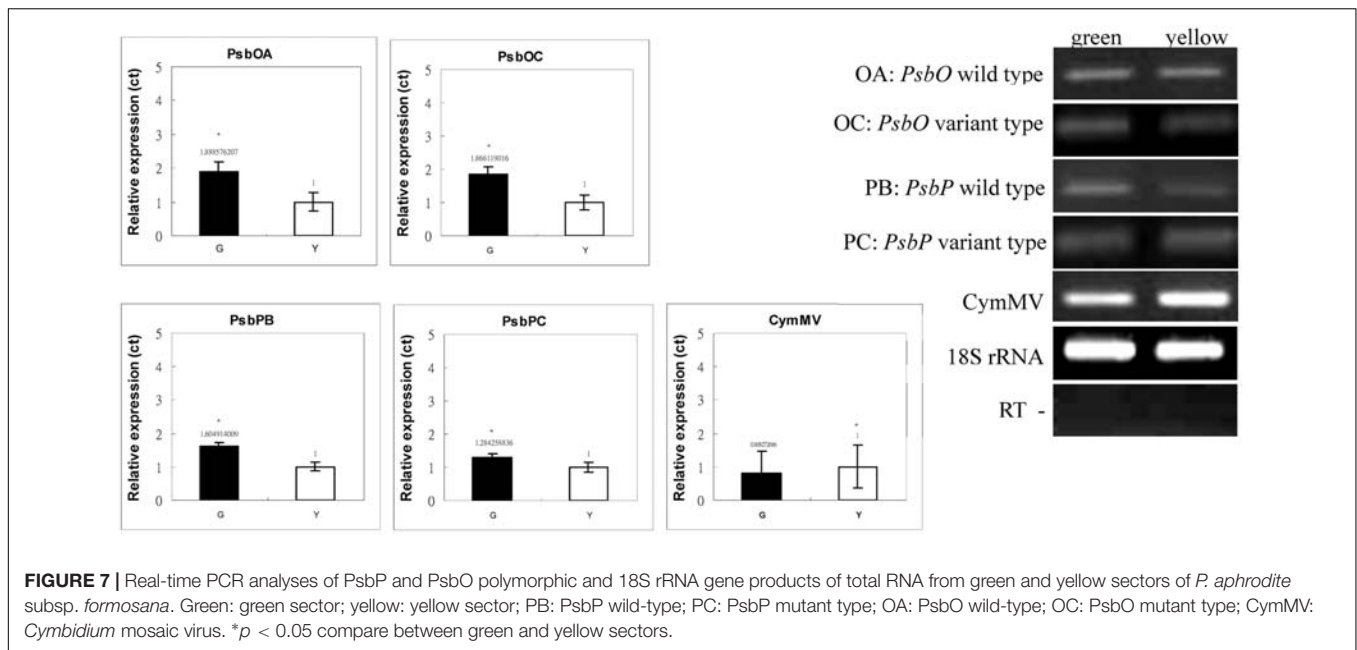 PsbOA
Relative expression (ct)
5
4
3
2
1
0
*
1.888576207
1
G
Y
PsbOC
Relative expression (ct)
5
4
3
2
1
0
*
1.866119016
1
G
Y
PsbPB
Relative expression (ct)
5
4
3
2
1
0
*
1.604914009
1
G
Y
PsbPC
Relative expression (ct)
5
4
3
2
1
0
*
1.284258836
1
G
Y
CymMV
Relative expression (ct)
5
4
3
2
1
0
*
1
G
Y
green yellow
OA: PsbO wild type
OC: PsbO variant type
PB: PsbP wild type
PC: PsbP variant type
CymMV
18S rRNA
RT -
FIGURE 7 | Real-time PCR analyses of PsbP and PsbO polymorphic and 18S rRNA gene products of total RNA from green and yellow sectors of P. aphrodite
subsp. formosana. Green: green sector; yellow: yellow sector; PB: PsbP wild-type; PC: PsbP mutant type; OA: PsbO wild-type; OC: PsbO mutant type; CymMV:
Cymbidium mosaic virus. *p < 0.05 compare between green and yellow sectors.